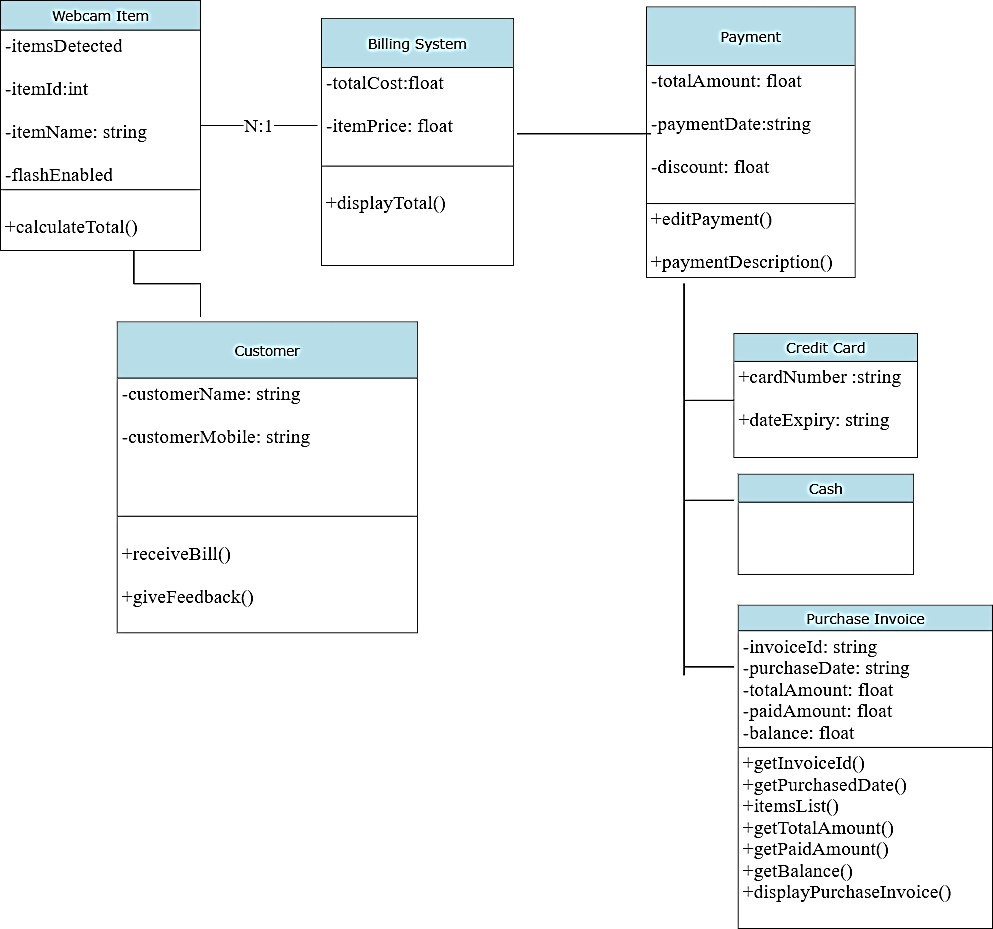 Webcam Item
-itemsDetected
-itemId:int
-itemName: string
-flashEnabled
+calculateTotal()
N:1
Billing System
-totalCost:float
-itemPrice: float
+displayTotal()
Payment
-totalAmount: float
-paymentDate:string
-discount: float
+editPayment()
+paymentDescription()
Customer
-customerName: string
-customerMobile: string
+receiveBill()
+giveFeedback()
Credit Card
+cardNumber :string
+dateExpiry: string
Cash
Purchase Invoice
-invoiceId: string
-purchaseDate: string
-totalAmount: float
-paidAmount: float
-balance: float
+getInvoiceId()
+getPurchasedDate()
+itemsList()
+getTotalAmount()
+getPaidAmount()
+getBalance()
+displayPurchaseInvoice()